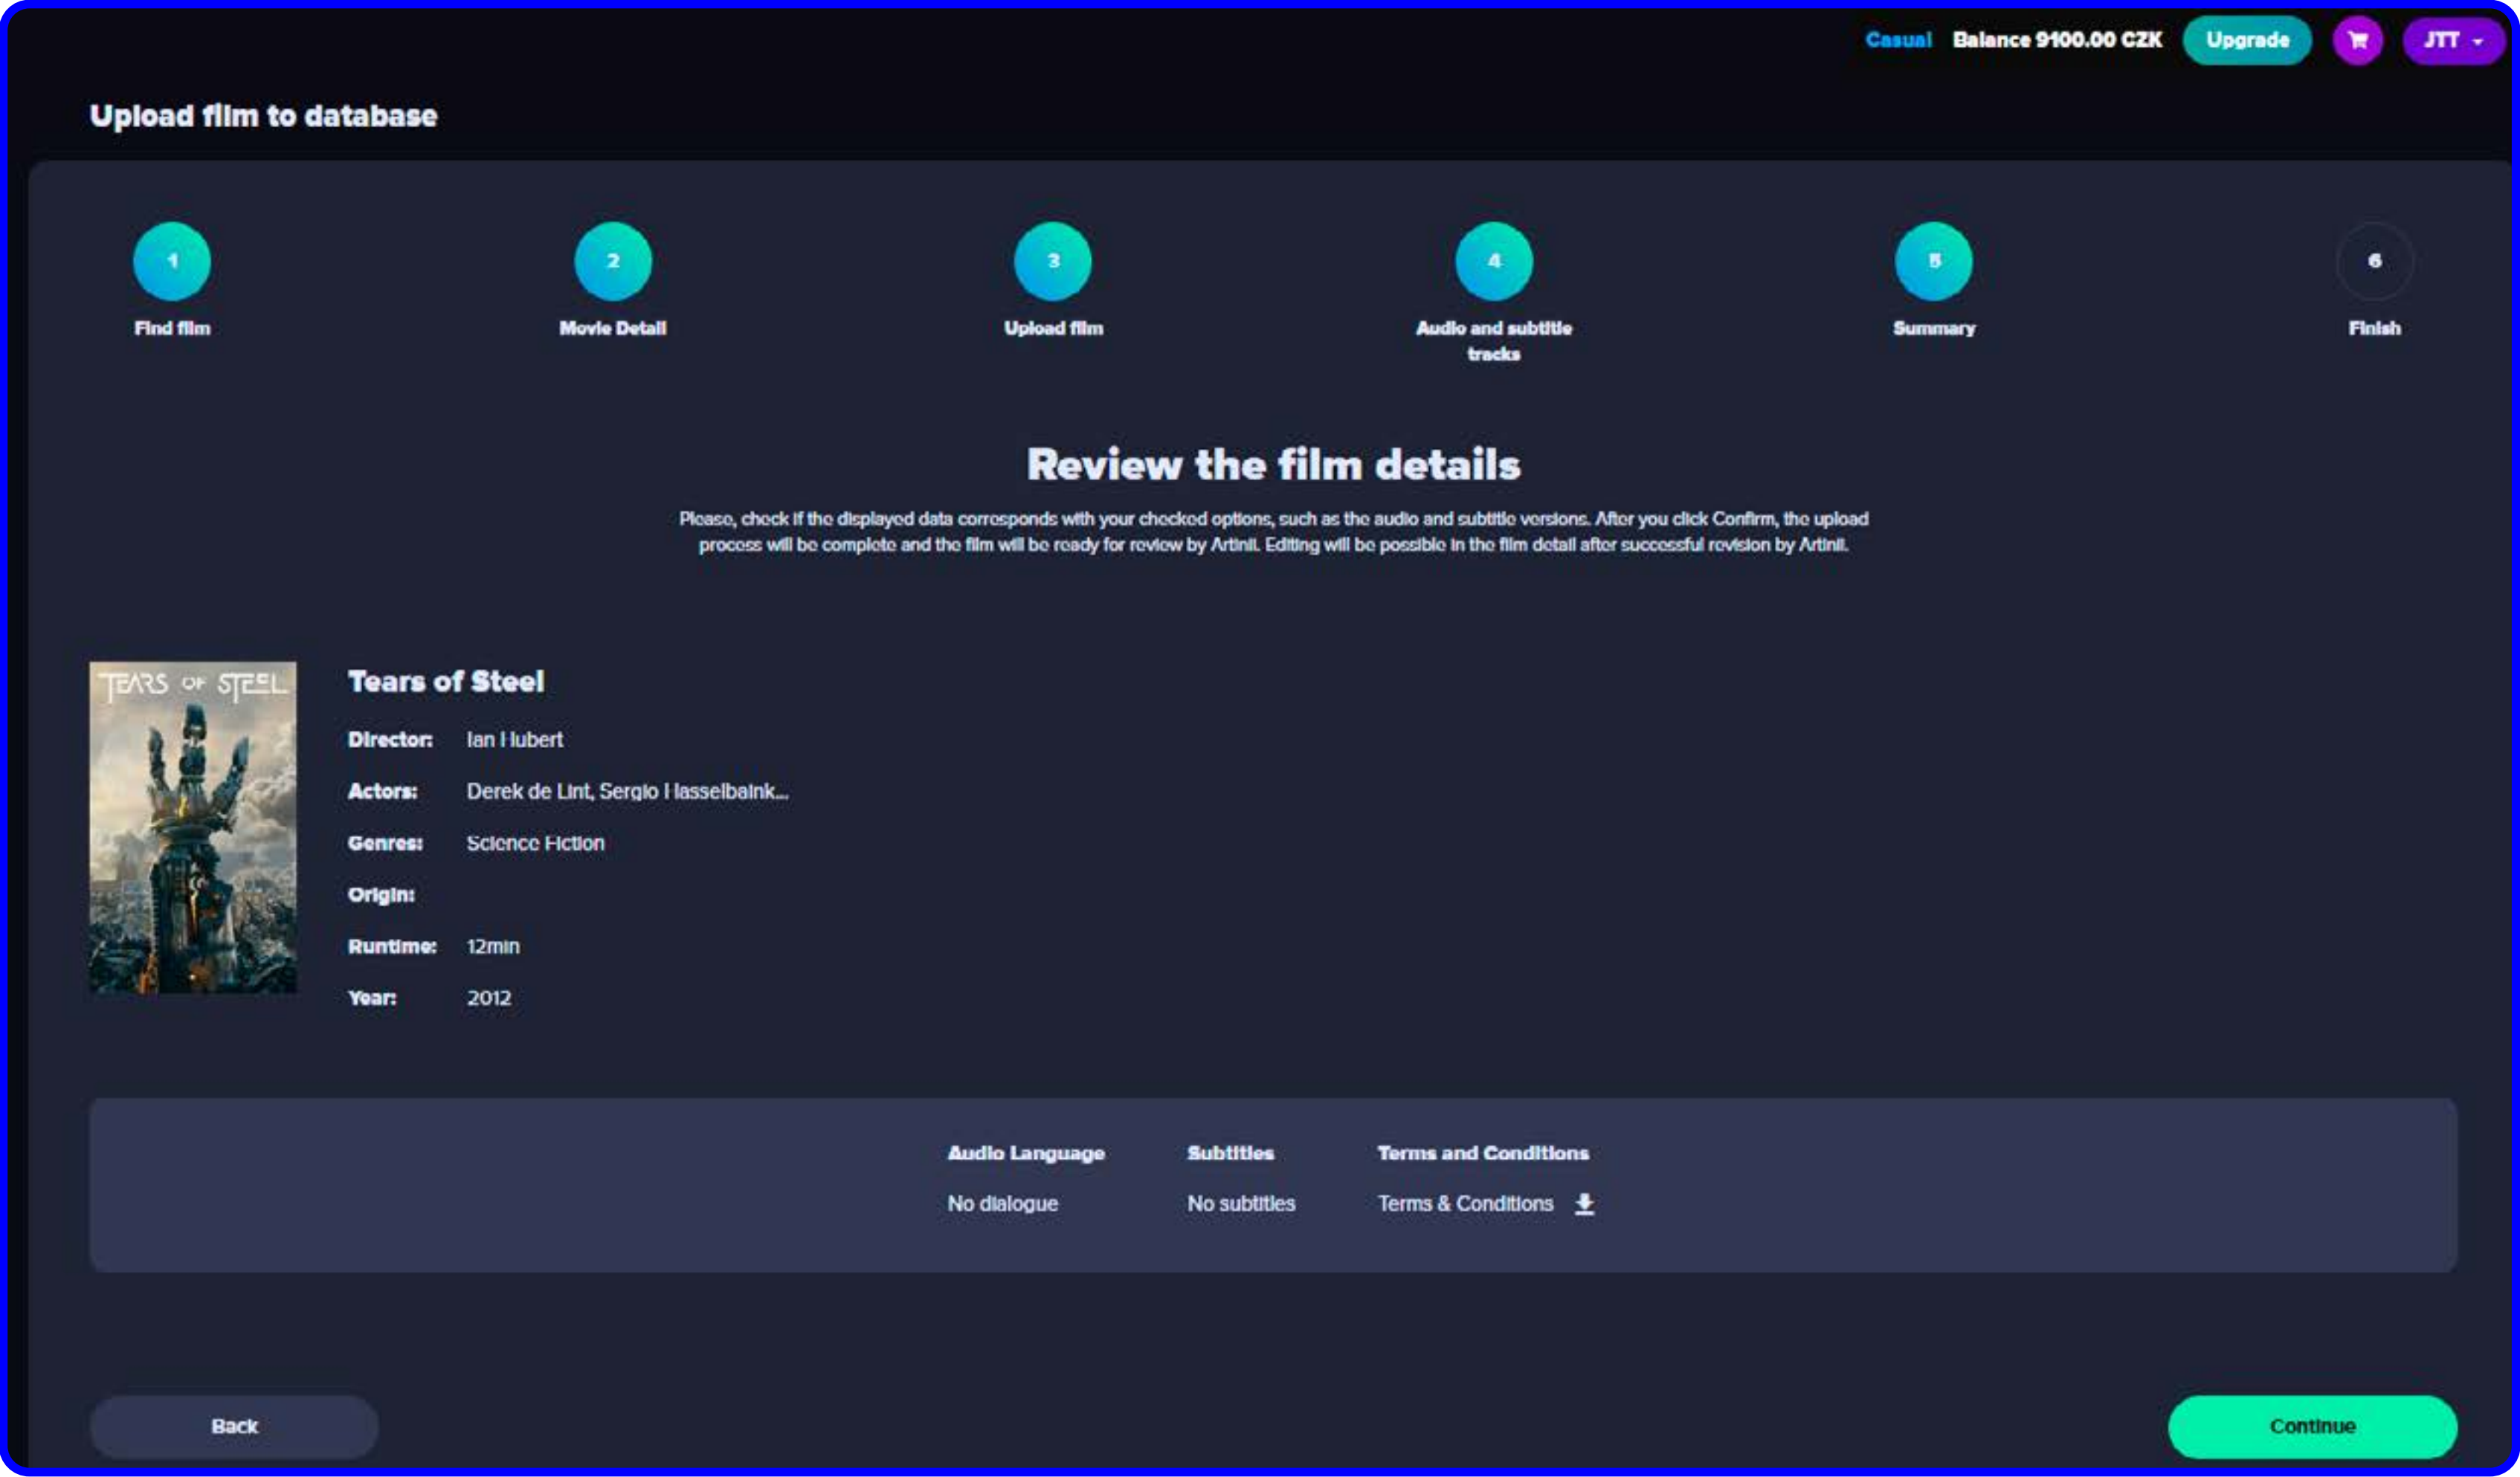 Casual Balance 9100.00 CZK Upgrade JTT
Upload film to database
1 2 3 4 5 6
Find film Movie Detail Upload film Audio and subtitle Summary Finish
tracks
Review the film details
Please, check if the displayed data corresponds with your checked options, such as the audio and subtitle versions. After you click Confirm, the upload
process will be complete and the film will be ready for review by Artinii. Editing will be possible in the film detail after successful revision by Artinii.
TEARS OF STEEL
Tears of Steel
Director: Ian Hubert
Actors: Derek de Lint, Sergio Hasselbaink...
Genres: Science Fiction
Origin:
Runtime: 12min
Year: 2012
Audio Language Subtitles Terms and Conditions
No dialogue No subtitles Terms & Conditions
Back Continue